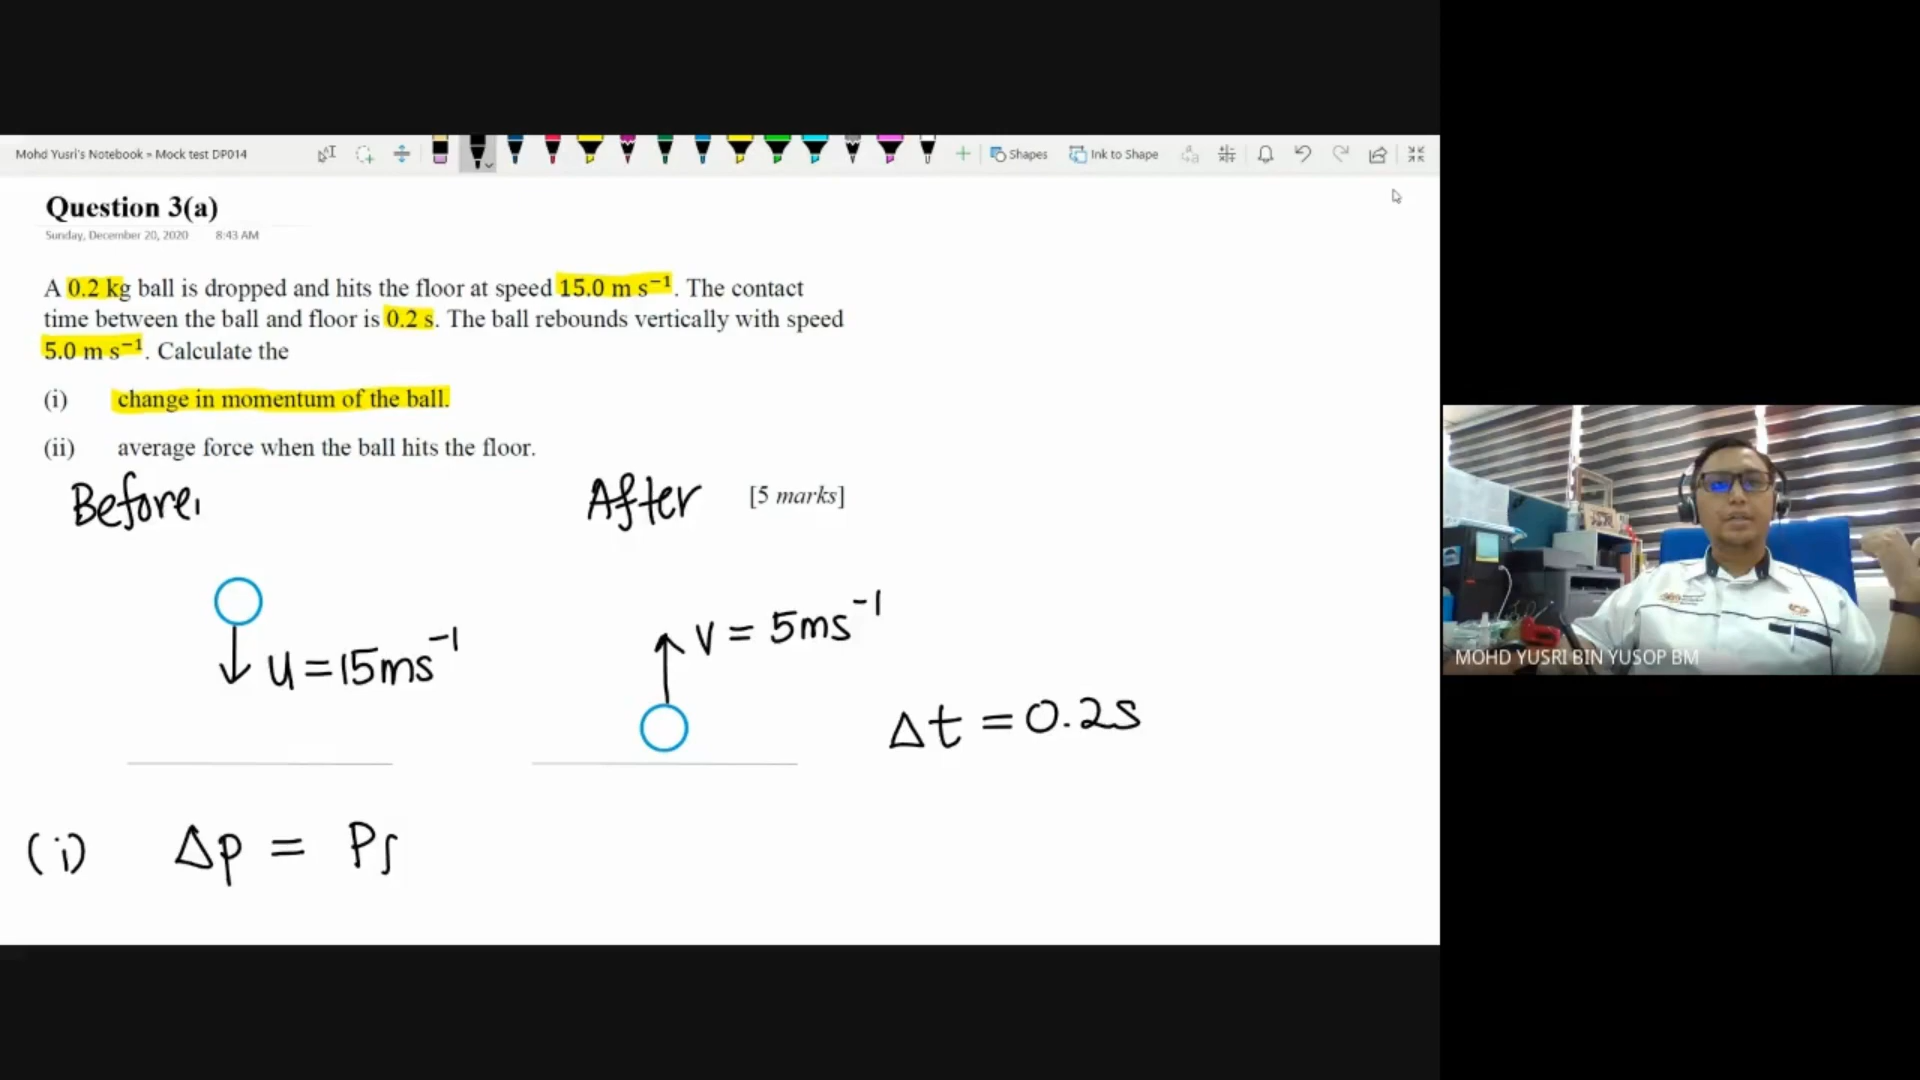 Mohd Yusri's Notebook » Mock test DP014
Shapes
Ink to Shape
Question 3(a)
Sunday, December 20, 2020 8:43 AM
A 0.2 kg ball is dropped and hits the floor at speed 15.0 m s⁻¹. The contact
time between the ball and floor is 0.2 s. The ball rebounds vertically with speed
5.0 m s⁻¹. Calculate the
(i) change in momentum of the ball.
(ii) average force when the ball hits the floor.
[5 marks]
Before,
After
u = 15ms⁻¹
v = 5ms⁻¹
Δt = 0.2s
(i) Δp = Pf
MOHD YUSRI BIN YUSOP BM